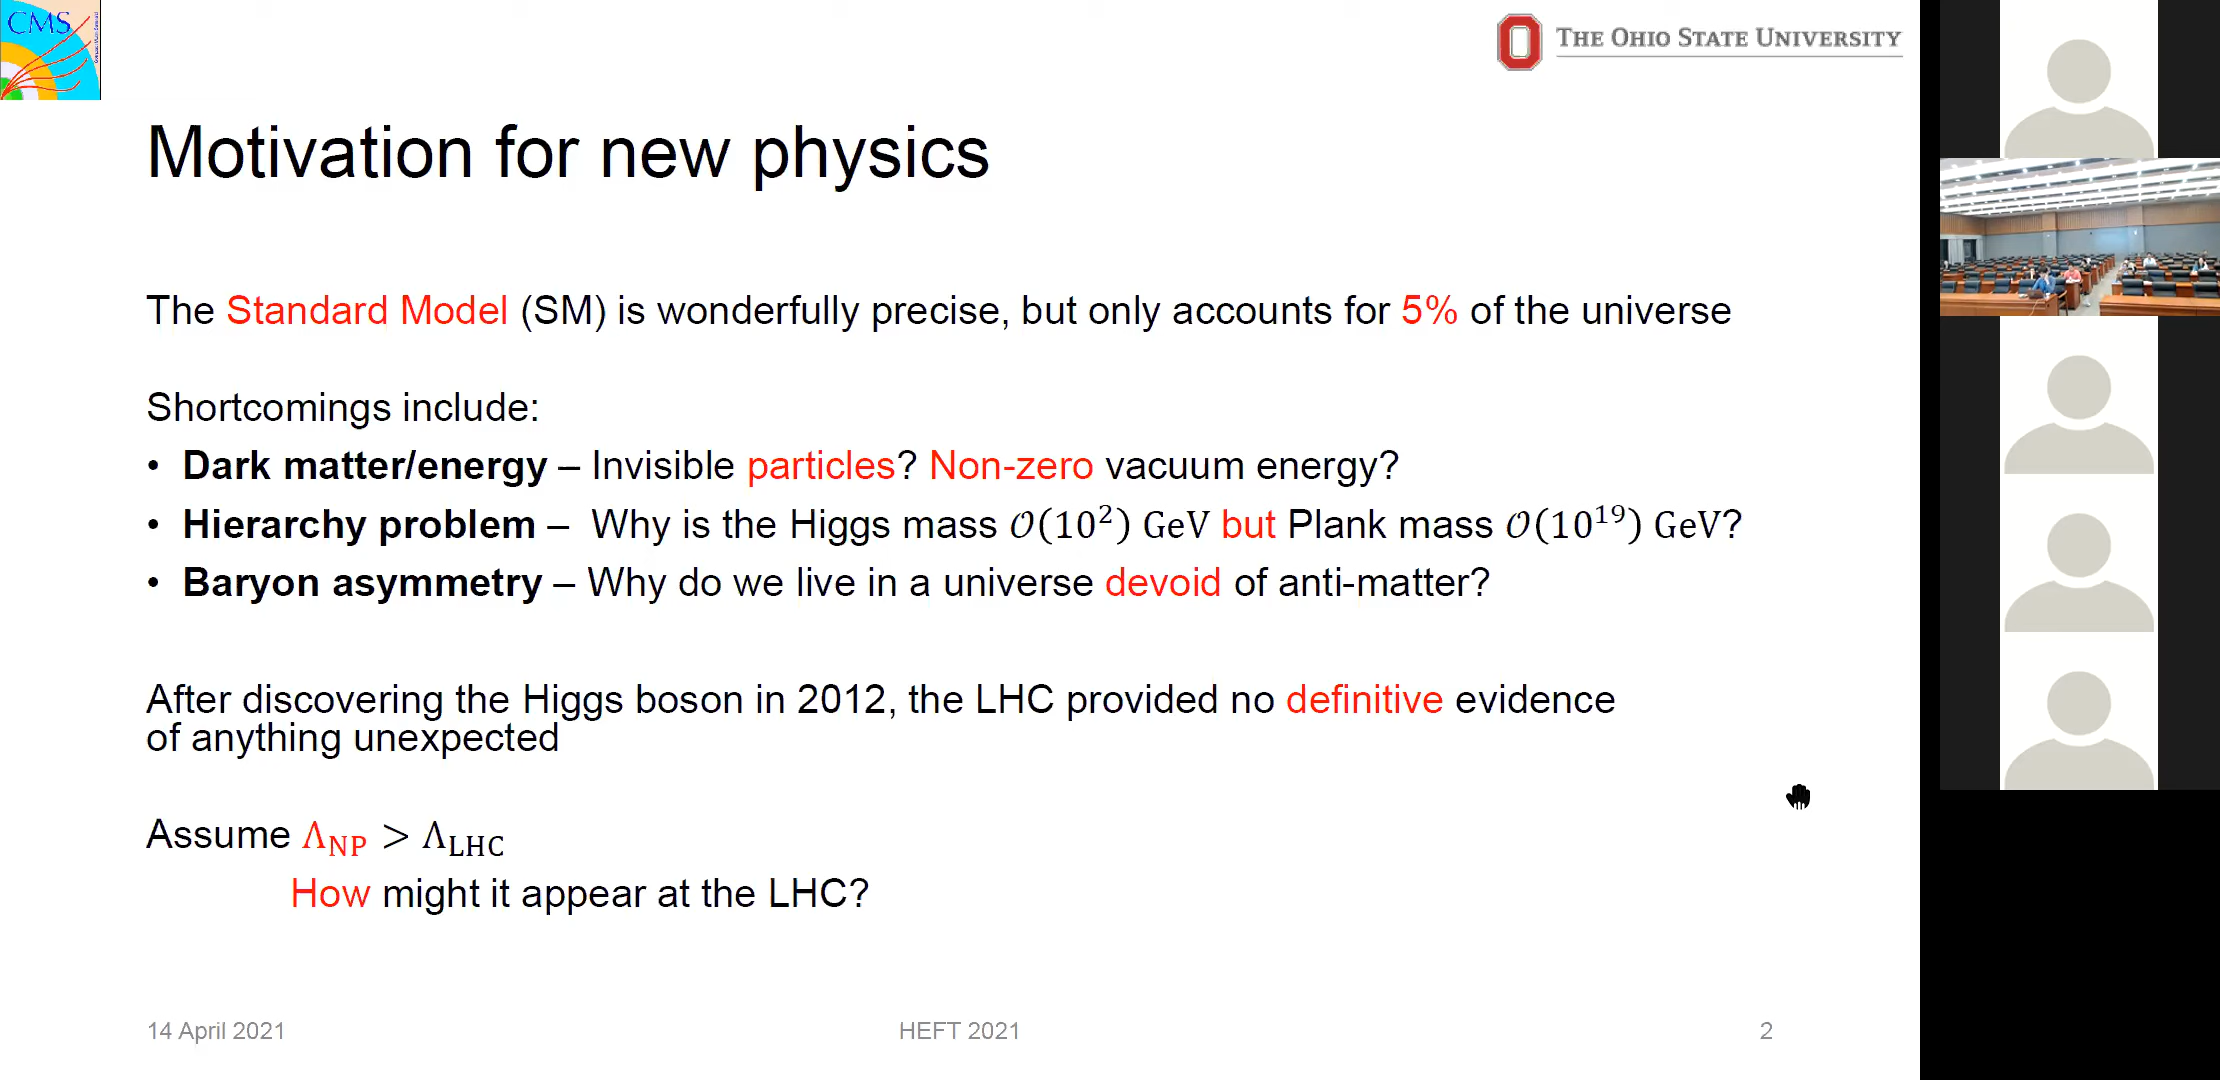 CMS
THE OHIO STATE UNIVERSITY
Motivation for new physics
The Standard Model (SM) is wonderfully precise, but only accounts for 5% of the universe
Shortcomings include:
• Dark matter/energy – Invisible particles? Non-zero vacuum energy?
• Hierarchy problem – Why is the Higgs mass 𝒪(10²) GeV but Plank mass 𝒪(10¹⁹) GeV?
• Baryon asymmetry – Why do we live in a universe devoid of anti-matter?
After discovering the Higgs boson in 2012, the LHC provided no definitive evidence
of anything unexpected
Assume Λ_NP > Λ_LHC
How might it appear at the LHC?
14 April 2021
HEFT 2021
2